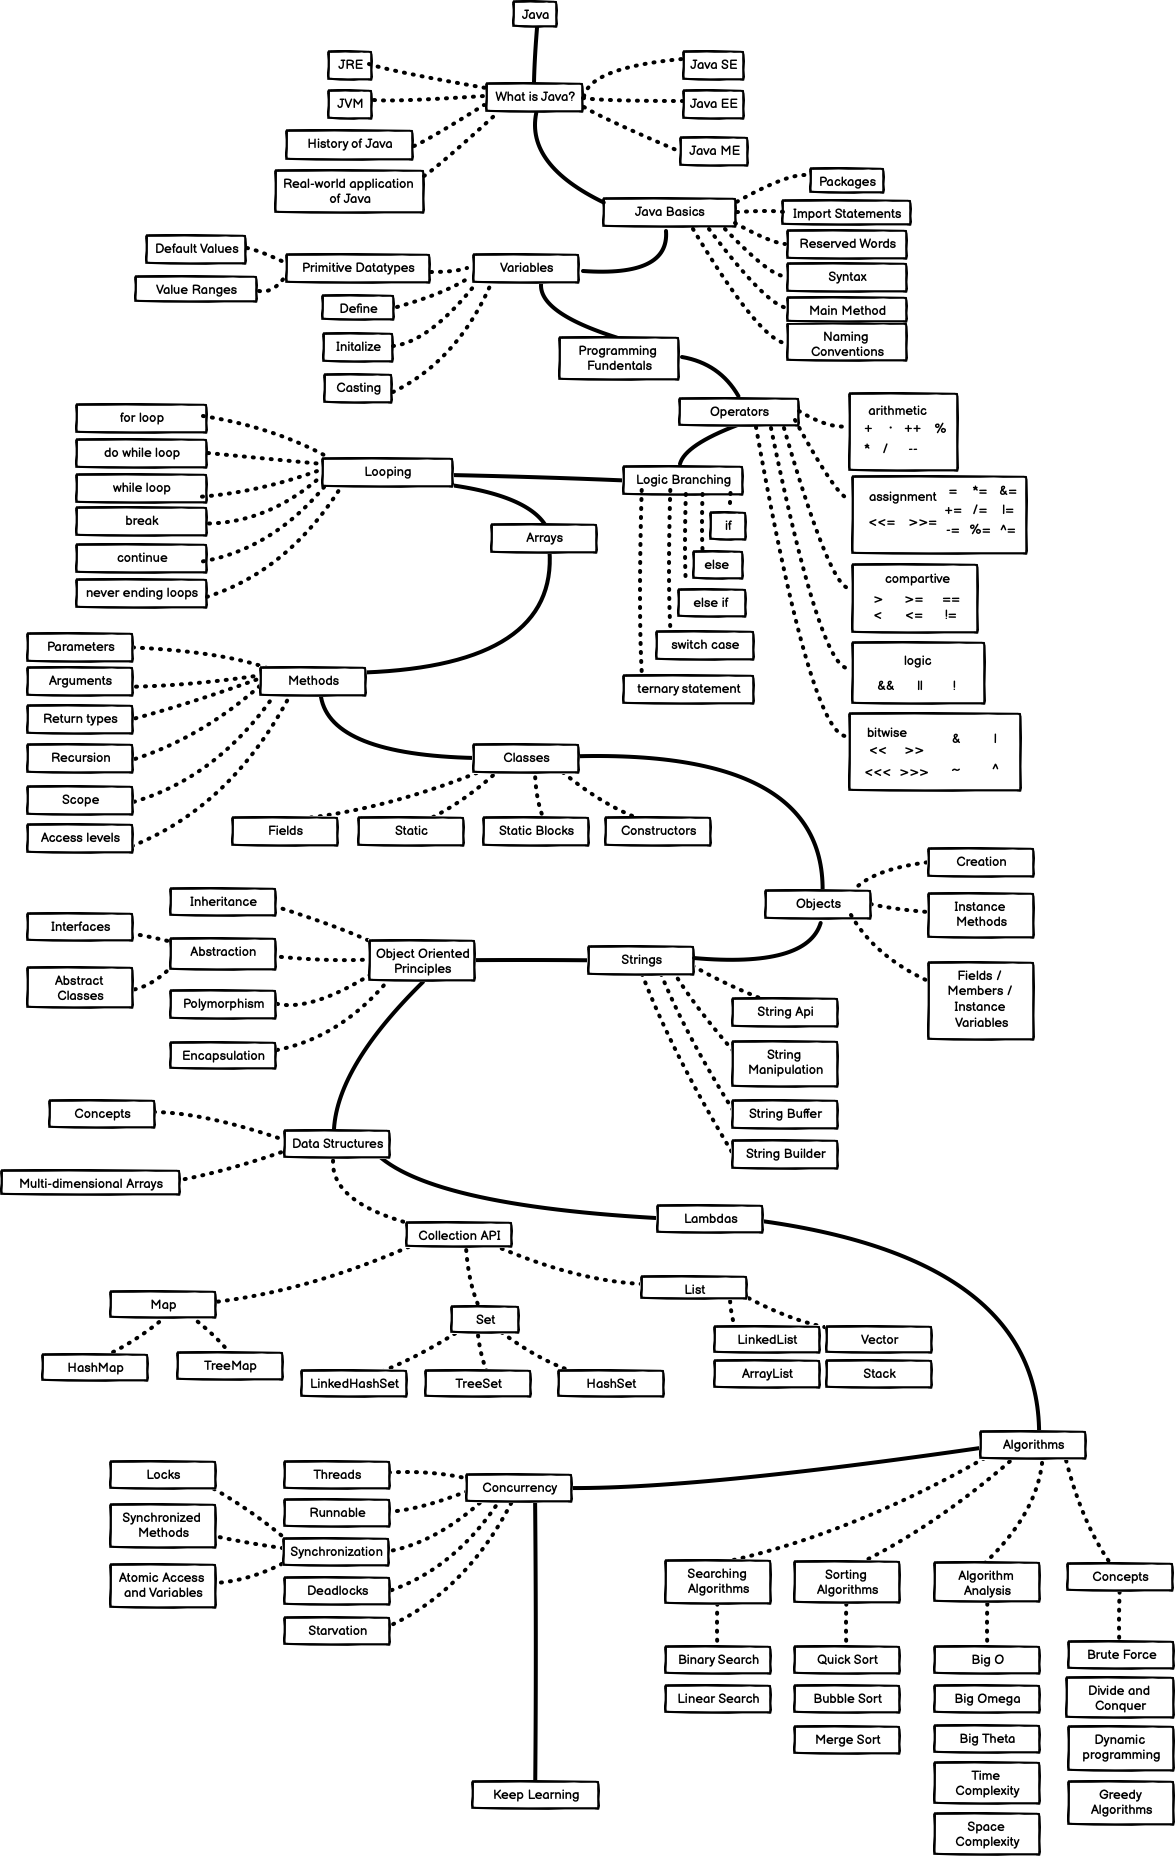 Java
JRE
Java SE
What is Java?
JVM
Java EE
History of Java
Java ME
Real-world application
of Java
Packages
Java Basics
Import Statements
Reserved Words
Default Values
Primitive Datatypes
Variables
Syntax
Value Ranges
Define
Main Method
Initalize
Naming
Conventions
Programming
Fundentals
Casting
for loop
Operators
arithmetic
+ · ++ %
* / --
do while loop
Looping
Logic Branching
while loop
assignment = *= &=
+= /= |=
<<= >>=
-= %= ^=
break
if
Arrays
continue
else
compartive
> >= ==
< <= !=
never ending loops
else if
Parameters
switch case
logic
&& || !
Arguments
Methods
ternary statement
Return types
bitwise & |
<< >>
<<< >>> ~ ^
Recursion
Classes
Scope
Access levels
Fields
Static
Static Blocks
Constructors
Creation
Inheritance
Objects
Instance
Methods
Interfaces
Abstraction
Object Oriented
Principles
Strings
Abstract
Classes
Fields /
Members /
Instance
Variables
Polymorphism
String Api
Encapsulation
String
Manipulation
Concepts
String Buffer
Data Structures
String Builder
Multi-dimensional Arrays
Lambdas
Collection API
List
Map
Set
LinkedList
Vector
HashMap
TreeMap
ArrayList
Stack
LinkedHashSet
TreeSet
HashSet
Algorithms
Locks
Threads
Concurrency
Runnable
Synchronized
Methods
Synchronization
Atomic Access
and Variables
Deadlocks
Starvation
Searching
Algorithms
Sorting
Algorithms
Algorithm
Analysis
Concepts
Binary Search
Quick Sort
Big O
Brute Force
Linear Search
Bubble Sort
Big Omega
Divide and
Conquer
Merge Sort
Big Theta
Dynamic
programming
Time
Complexity
Keep Learning
Greedy
Algorithms
Space
Complexity